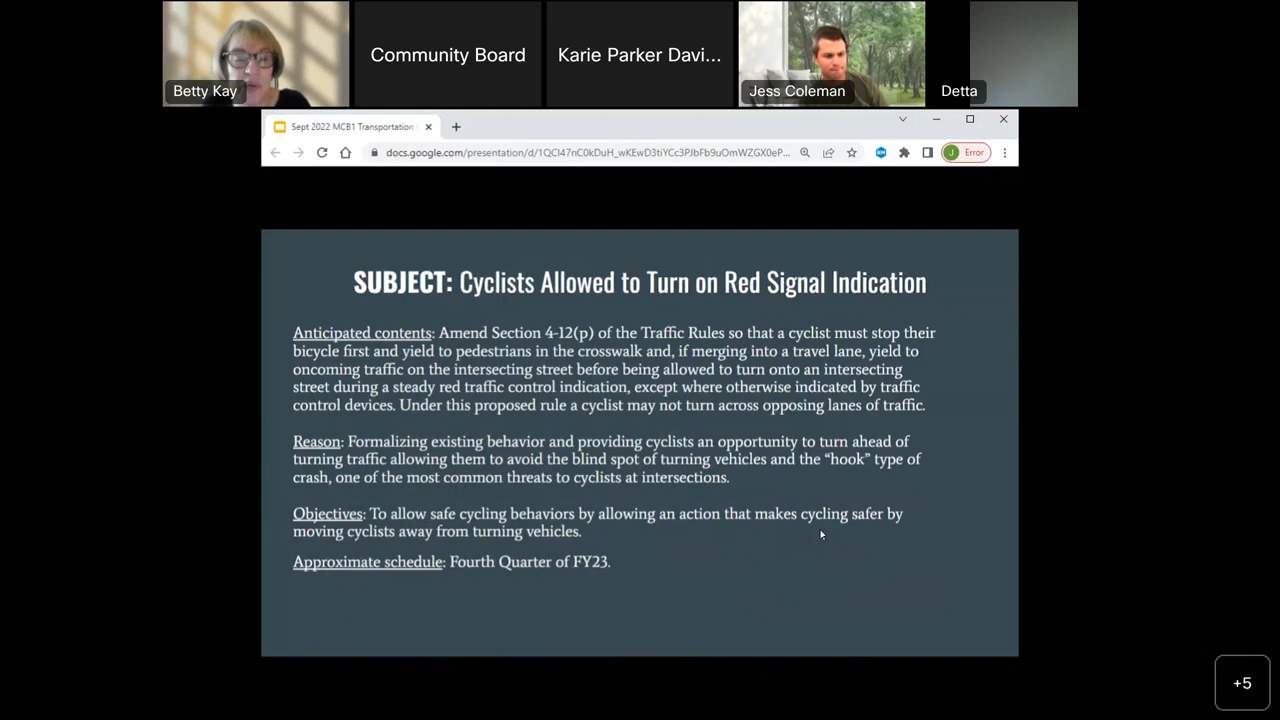 Betty Kay
Community Board
Karie Parker Davi...
Jess Coleman
Detta
Sept 2022 MCB1 Transportation
docs.google.com/presentation/d/1QCl47nC0kDuH_wKEwD3tiYCc3PJbFb9uOmWZGX0eP...
J
Error
SUBJECT: Cyclists Allowed to Turn on Red Signal Indication
Anticipated contents: Amend Section 4-12(p) of the Traffic Rules so that a cyclist must stop their
bicycle first and yield to pedestrians in the crosswalk and, if merging into a travel lane, yield to
oncoming traffic on the intersecting street before being allowed to turn onto an intersecting
street during a steady red traffic control indication, except where otherwise indicated by traffic
control devices. Under this proposed rule a cyclist may not turn across opposing lanes of traffic.
Reason: Formalizing existing behavior and providing cyclists an opportunity to turn ahead of
turning traffic allowing them to avoid the blind spot of turning vehicles and the “hook” type of
crash, one of the most common threats to cyclists at intersections.
Objectives: To allow safe cycling behaviors by allowing an action that makes cycling safer by
moving cyclists away from turning vehicles.
Approximate schedule: Fourth Quarter of FY23.
+5